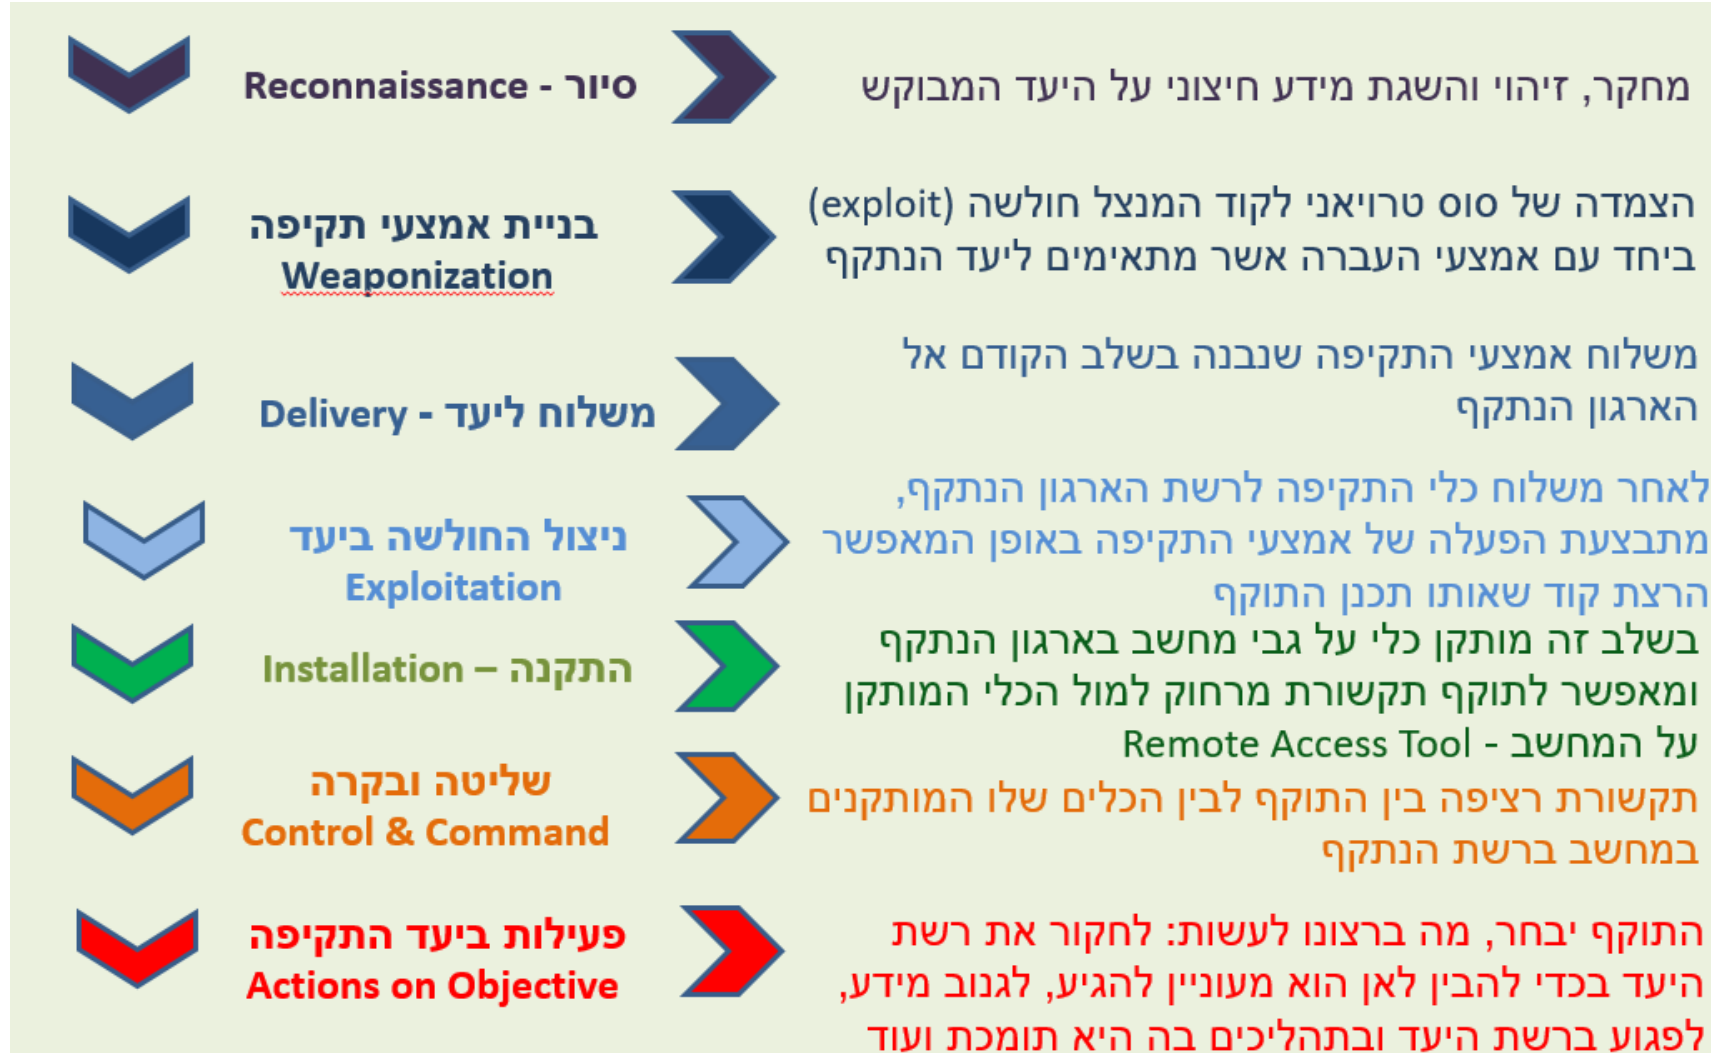 סיור - Reconnaissance
מחקר, זיהוי והשגת מידע חיצוני על היעד המבוקש
בניית אמצעי תקיפה
Weaponization
הצמדה של סוס טרויאני לקוד המנצל חולשה (exploit)
ביחד עם אמצעי העברה אשר מתאימים ליעד הנתקף
משלוח ליעד - Delivery
משלוח אמצעי התקיפה שנבנה בשלב הקודם אל
הארגון הנתקף
ניצול החולשה ביעד
Exploitation
לאחר משלוח כלי התקיפה לרשת הארגון הנתקף,
מתבצעת הפעלה של אמצעי התקיפה באופן המאפשר
הרצת קוד שאותו תכנן התוקף
התקנה – Installation
בשלב זה מותקן כלי על גבי מחשב בארגון הנתקף
ומאפשר לתוקף תקשורת מרחוק למול הכלי המותקן
על המחשב - Remote Access Tool
שליטה ובקרה
Control & Command
תקשורת רציפה בין התוקף לבין הכלים שלו המותקנים
במחשב ברשת הנתקף
פעילות ביעד התקיפה
Actions on Objective
התוקף יבחר, מה ברצונו לעשות: לחקור את רשת
היעד בכדי להבין לאן הוא מעוניין להגיע, לגנוב מידע,
לפגוע ברשת היעד ובתהליכים בה היא תומכת ועוד